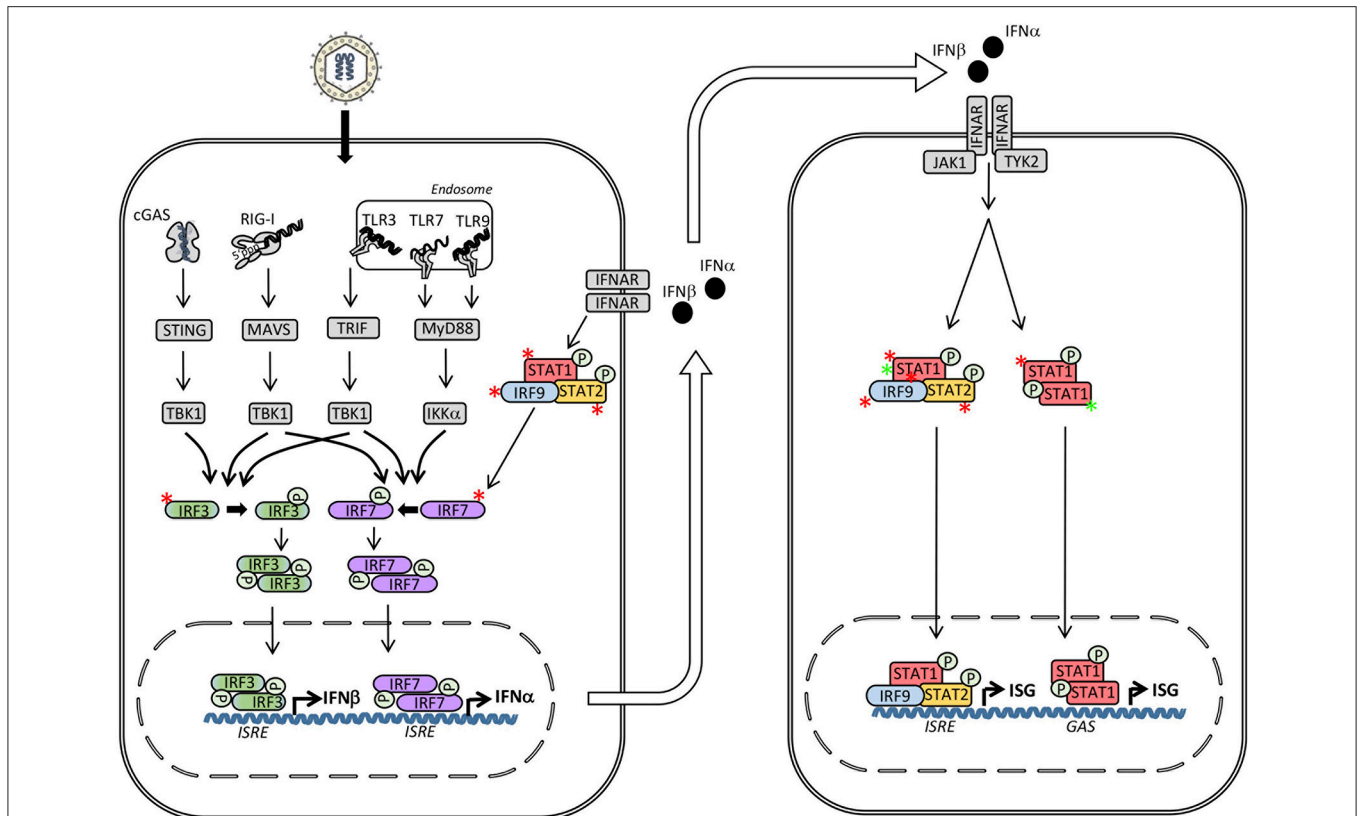 IFNα
IFNβ
IFNAR
IFNAR
JAK1
TYK2
Endosome
cGAS
RIG-I
TLR3
TLR7
TLR9
5'ppp
IFNAR
IFNAR
IFNα
IFNβ
STING
MAVS
TRIF
MyD88
P
STAT1
P
IRF9
STAT2
TBK1
TBK1
TBK1
IKKα
P
STAT1
P
IRF9
STAT2
P
STAT1
P
STAT1
IRF3
P
IRF3
P
IRF7
IRF7
IRF3
P
P
IRF3
IRF7
P
P
IRF7
IRF3
P
P
IRF3
IFNβ
ISRE
IRF7
P
P
IRF7
IFNα
ISRE
STAT1
P
P
IRF9
STAT2
ISG
ISRE
P
STAT1
P
STAT1
ISG
GAS